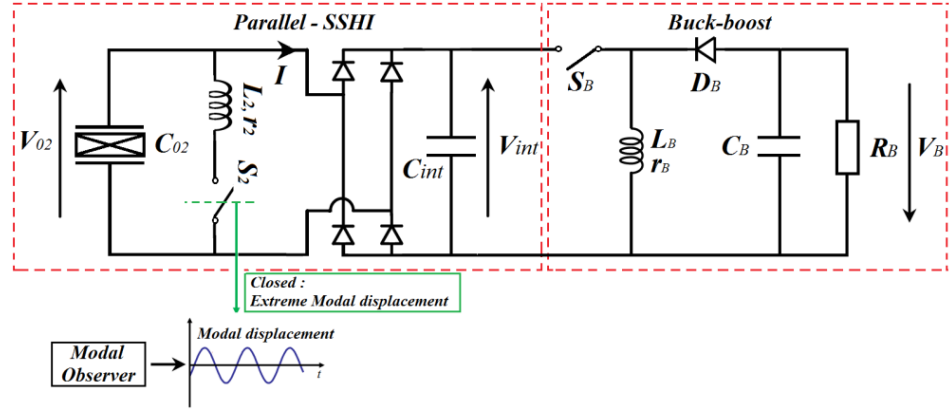 Parallel - SSHI
Buck-boost
I
L2, r2
S2
V02
C02
Cint
Vint
SB
DB
LB
rB
CB
RB
VB
Closed :
Extreme Modal displacement
Modal displacement
t
Modal
Observer